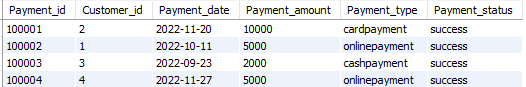 Payment_id Customer_id Payment_date Payment_amount Payment_type Payment_status
100001 2 2022-11-20 10000 cardpayment success
100002 1 2022-10-11 5000 onlinepayment success
100003 3 2022-09-23 2000 cashpayment success
100004 4 2022-11-27 5000 onlinepayment success